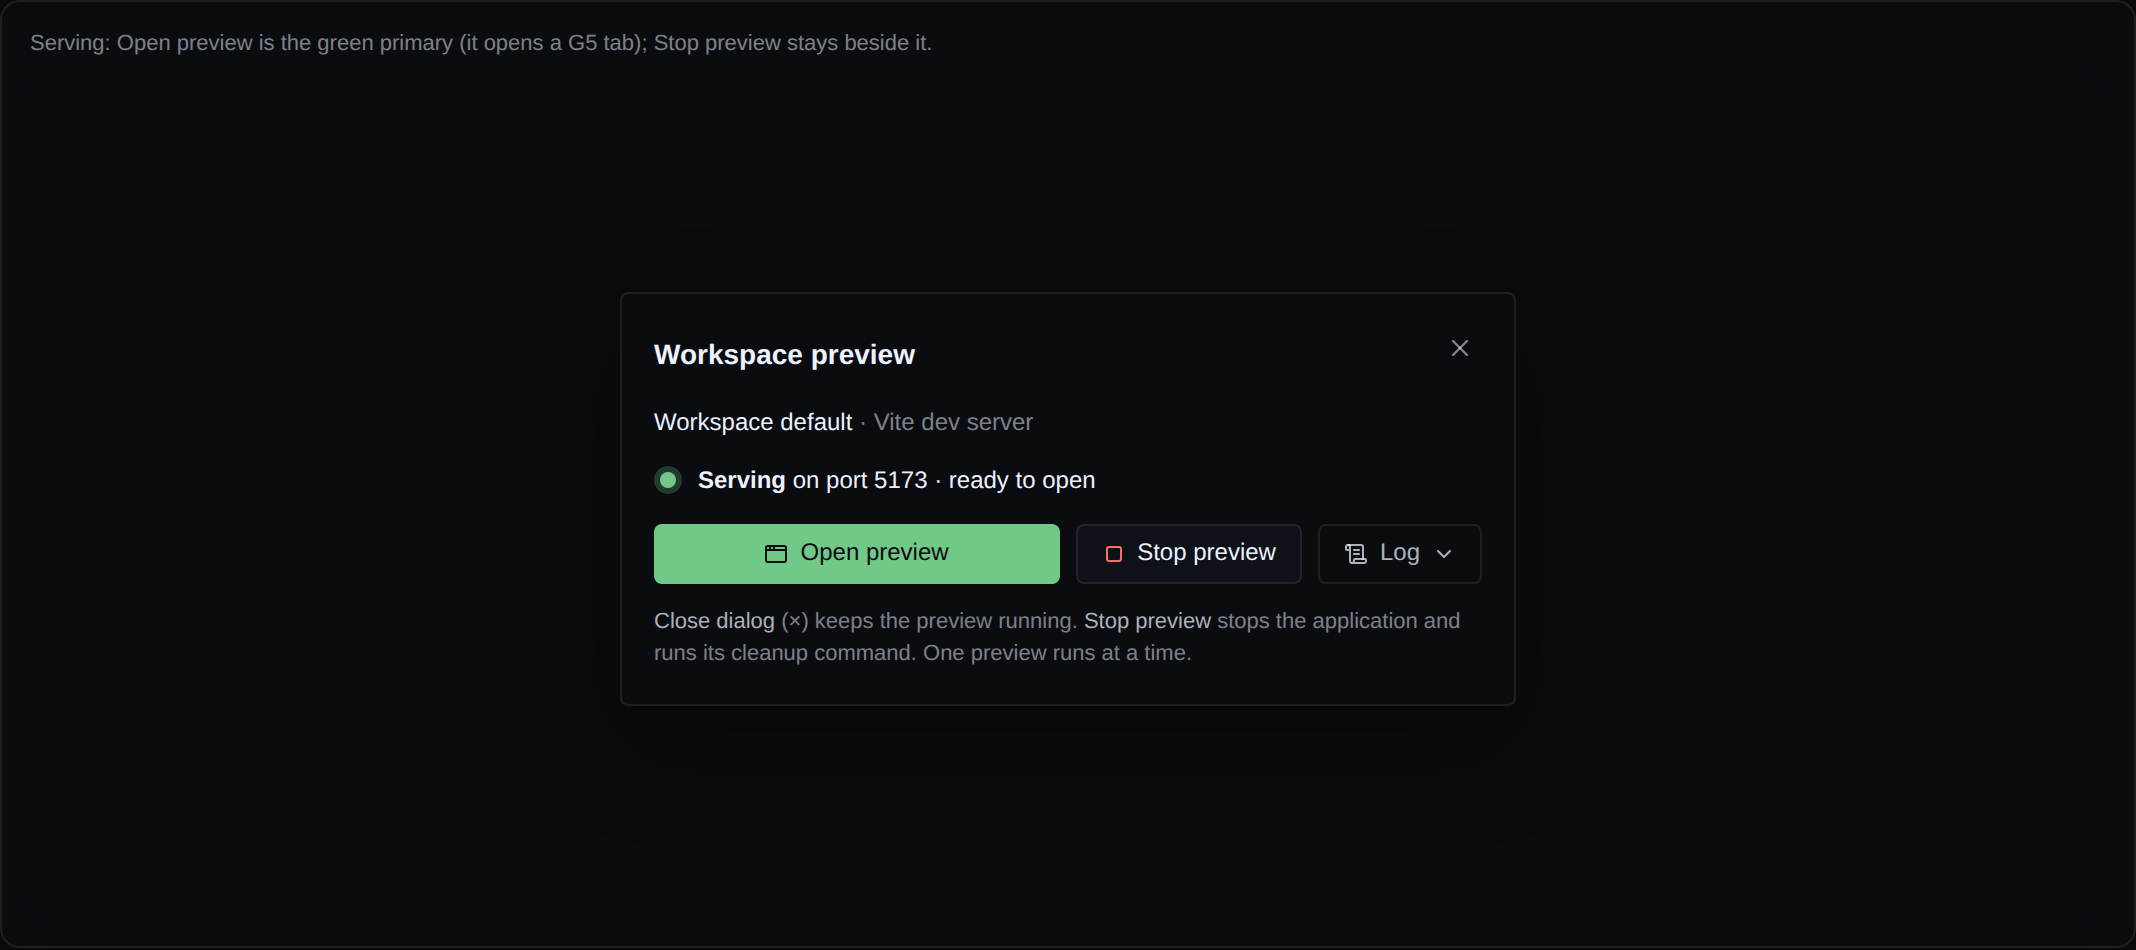 Serving: Open preview is the green primary (it opens a G5 tab); Stop preview stays beside it.
Workspace preview
Workspace default · Vite dev server
Serving on port 5173 · ready to open
Open preview
Stop preview
Log
Close dialog (×) keeps the preview running. Stop preview stops the application and
runs its cleanup command. One preview runs at a time.